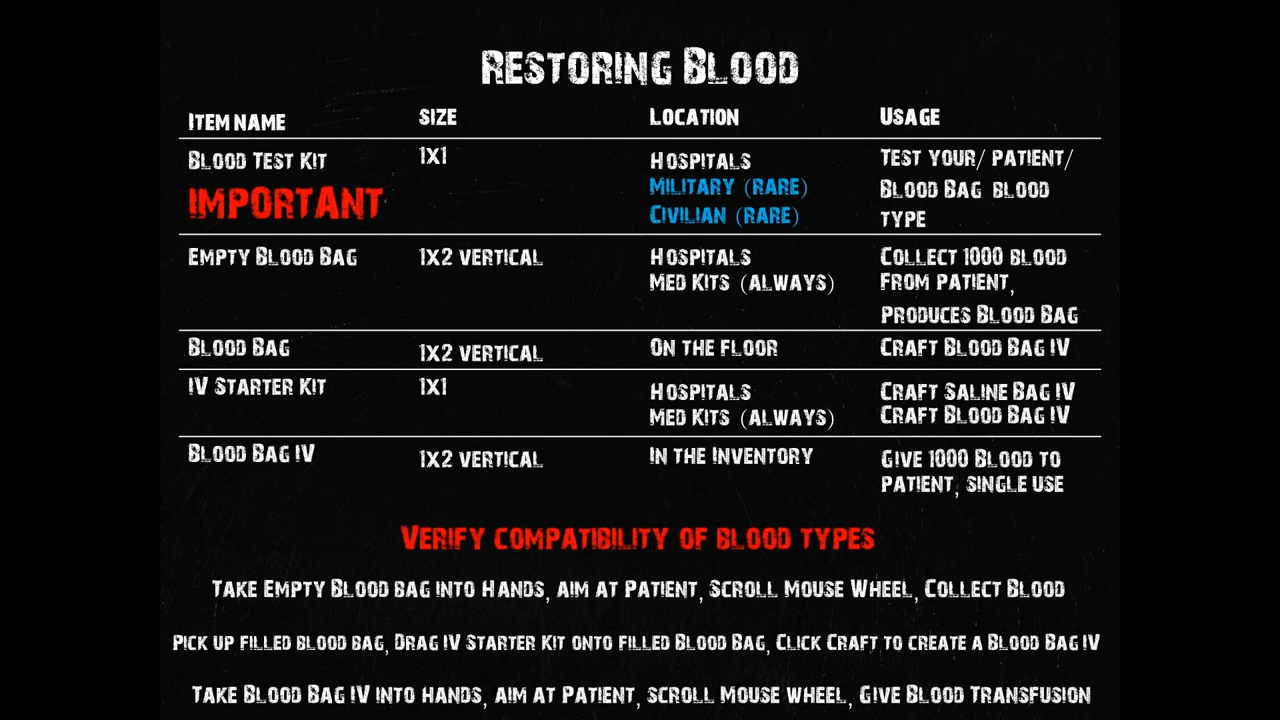 Restoring Blood
Item name size Location Usage
Blood Test Kit 1x1 Hospitals Test your/ patient/
IMPORTANT Military (rare) Blood Bag blood
Civilian (rare) type
Empty Blood Bag 1x2 vertical Hospitals Collect 1000 blood
Med Kits (always) from patient,
produces Blood Bag
Blood Bag 1x2 vertical On the floor Craft Blood Bag IV
IV Starter Kit 1x1 Hospitals Craft Saline Bag IV
Med Kits (always) Craft Blood Bag IV
Blood Bag IV 1x2 vertical In the Inventory Give 1000 Blood to
patient, single use
Verify compatibility of blood types
Take Empty Blood bag into Hands, aim at Patient, Scroll Mouse Wheel, Collect Blood
Pick up filled blood bag, Drag IV Starter Kit onto filled Blood Bag, Click Craft to create a Blood Bag IV
Take Blood Bag IV into hands, aim at Patient, scroll Mouse wheel, Give Blood Transfusion